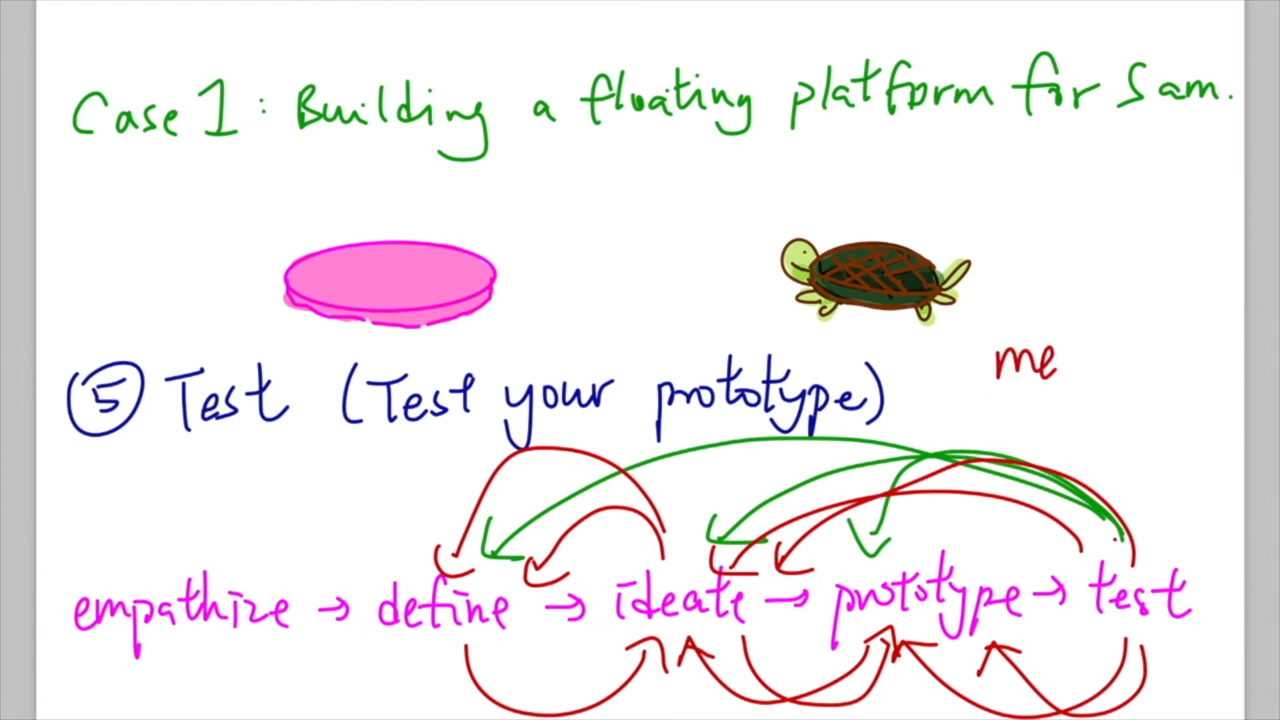 Case 1: Building a floating platform for Sam.
me
⑤ Test (Test your prototype)
empathize → define → ideate → prototype → test